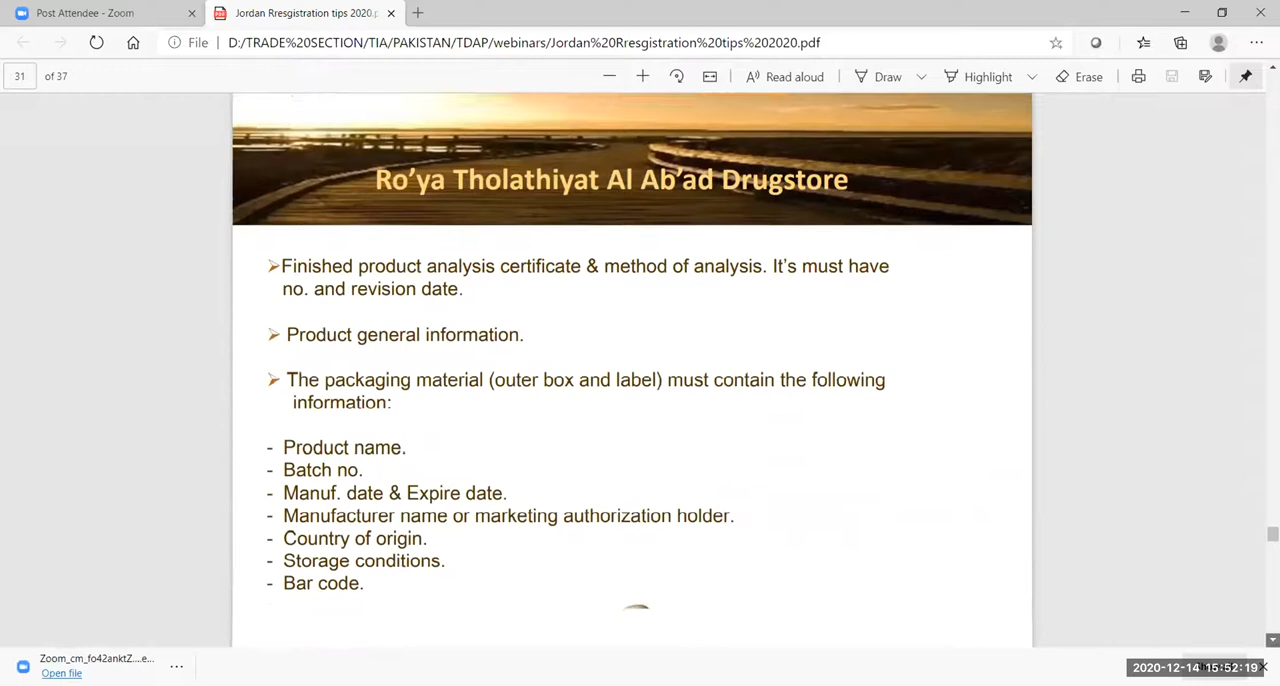 Post Attendee - Zoom
Jordan Rresgistration tips 2020.p
File D:/TRADE%20SECTION/TIA/PAKISTAN/TDAP/webinars/Jordan%20Rresgistration%20tips%202020.pdf
31 of 37 Read aloud Draw Highlight Erase
Ro’ya Tholathiyat Al Ab’ad Drugstore
➢Finished product analysis certificate & method of analysis. It’s must have
no. and revision date.
➢ Product general information.
➢ The packaging material (outer box and label) must contain the following
information:
- Product name.
- Batch no.
- Manuf. date & Expire date.
- Manufacturer name or marketing authorization holder.
- Country of origin.
- Storage conditions.
- Bar code.
Zoom_cm_fo42anktZ....e...
Open file
2020-12-14 15:52:19